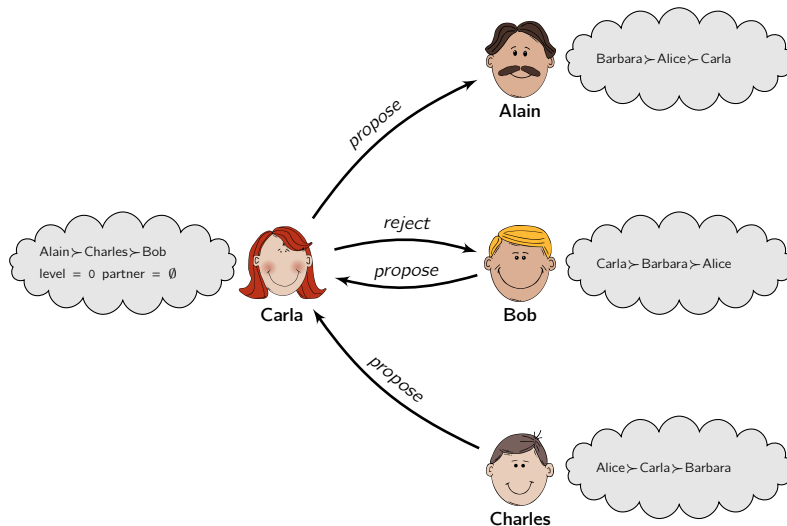 Barbara≻Alice≻Carla
Alain
propose
Alain≻Charles≻Bob
level = 0 partner = ∅
Carla
reject
propose
Carla≻Barbara≻Alice
Bob
propose
Alice≻Carla≻Barbara
Charles